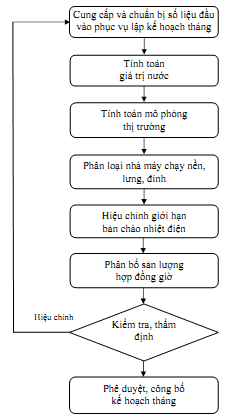 Cung cấp và chuẩn bị số liệu đầu
vào phục vụ lập kế hoạch tháng
Tính toán
giá trị nước
Tính toán mô phỏng
thị trường
Phân loại nhà máy chạy nền,
lưng, đỉnh
Hiệu chỉnh giới hạn
bản chào nhiệt điện
Phân bổ sản lượng
hợp đồng giờ
Hiệu chỉnh
Kiểm tra, thẩm
định
Phê duyệt, công bố
kế hoạch tháng